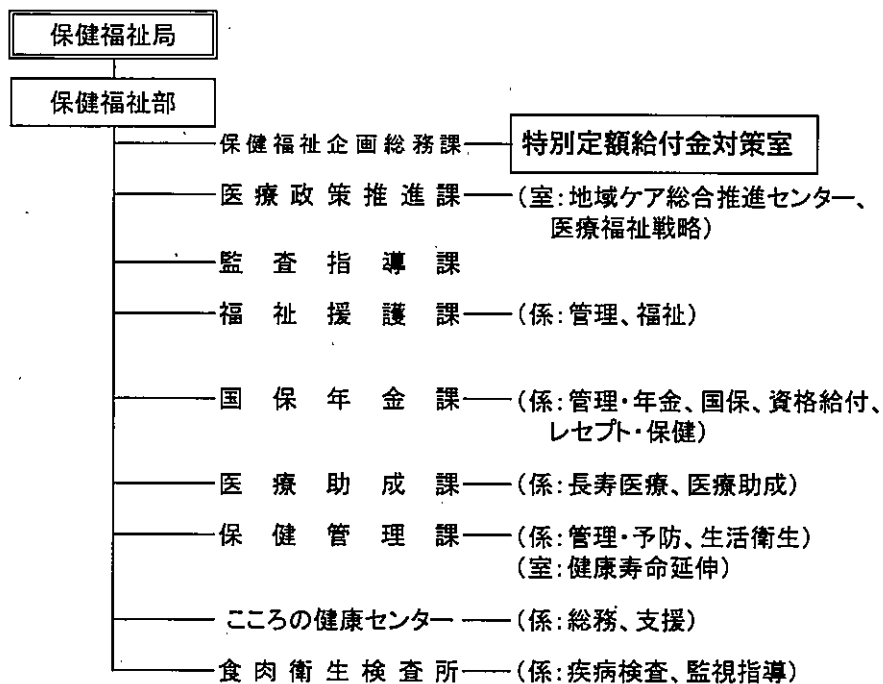 保健福祉局
保健福祉部
保健福祉企画総務課 特別定額給付金対策室
医療政策推進課 (室:地域ケア総合推進センター、
医療福祉戦略)
監査指導課
福祉援護課 (係:管理、福祉)
国保年金課 (係:管理・年金、国保、資格給付、
レセプト・保健)
医療助成課 (係:長寿医療、医療助成)
保健管理課 (係:管理・予防、生活衛生)
(室:健康寿命延伸)
こころの健康センター (係:総務、支援)
食肉衛生検査所 (係:疾病検査、監視指導)